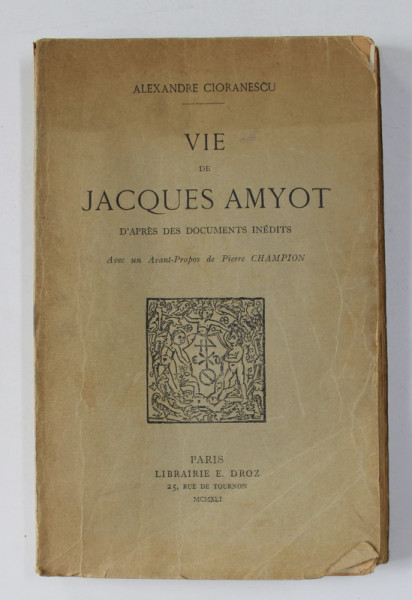 ALEXANDRE CIORANESCU
VIE
DE
JACQUES AMYOT
D'APRÈS DES DOCUMENTS INÉDITS
Avec un Avant-Propos de Pierre CHAMPION
PARIS
LIBRAIRIE E. DROZ
25, RUE DE TOURNON
MCMXLI